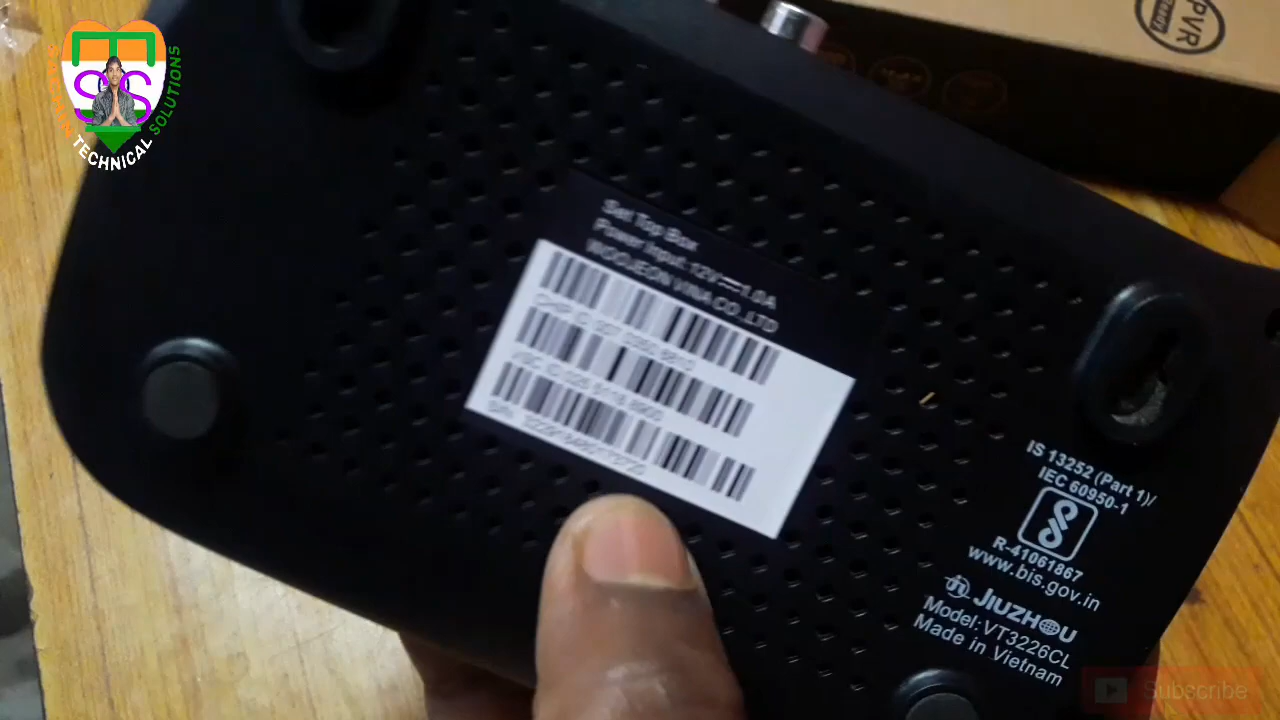 TECHNICAL SOLUTIONS
PVR
Ready
Set Top Box
Power Input:12V⎓1.0A
WOOJEON VINA CO.,LTD
S/N:
IS 13252 (Part 1)/
IEC 60950-1
R-41061867
www.bis.gov.in
JIUZHOU
Model:VT3226CL
Made in Vietnam
Subscribe